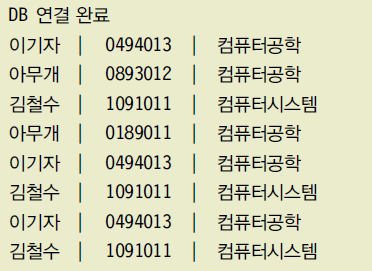 DB 연결 완료
이기자 | 0494013 | 컴퓨터공학
아무개 | 0893012 | 컴퓨터공학
김철수 | 1091011 | 컴퓨터시스템
아무개 | 0189011 | 컴퓨터공학
이기자 | 0494013 | 컴퓨터공학
김철수 | 1091011 | 컴퓨터시스템
이기자 | 0494013 | 컴퓨터공학
김철수 | 1091011 | 컴퓨터시스템